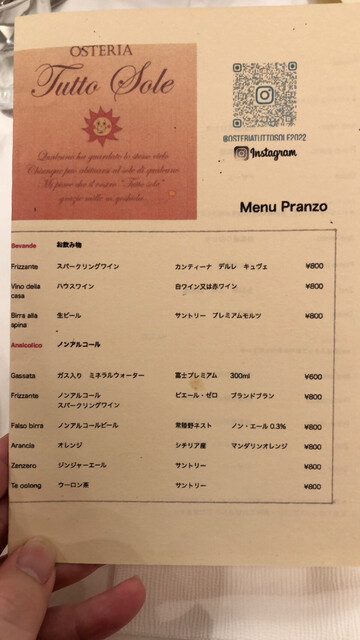 OSTERIA
Tutto Sole
Qualcuno ha guardato lo stesso cielo
@OSTERIATUTTOSOLE2022
Instagram
Menu Pranzo
Bevande お飲み物
Frizzante スパークリングワイン カンティーナ デルレ キュヴェ ¥800
Vino della casa ハウスワイン 白ワイン又は赤ワイン ¥800
Birra alla spina 生ビール サントリー プレミアムモルツ ¥800
Analcolico ノンアルコール
Gassata ガス入り ミネラルウォーター 富士プレミアム 300ml ¥600
Frizzante ノンアルコール スパークリングワイン ピエール・ゼロ ブランドブラン ¥800
Falso birra ノンアルコールビール 常陸野ネスト ノン・エール 0.3% ¥800
Arancia オレンジ シチリア産 マンダリンオレンジ ¥800
Zenzero ジンジャーエール サントリー ¥800
Te oolong ウーロン茶 サントリー ¥800